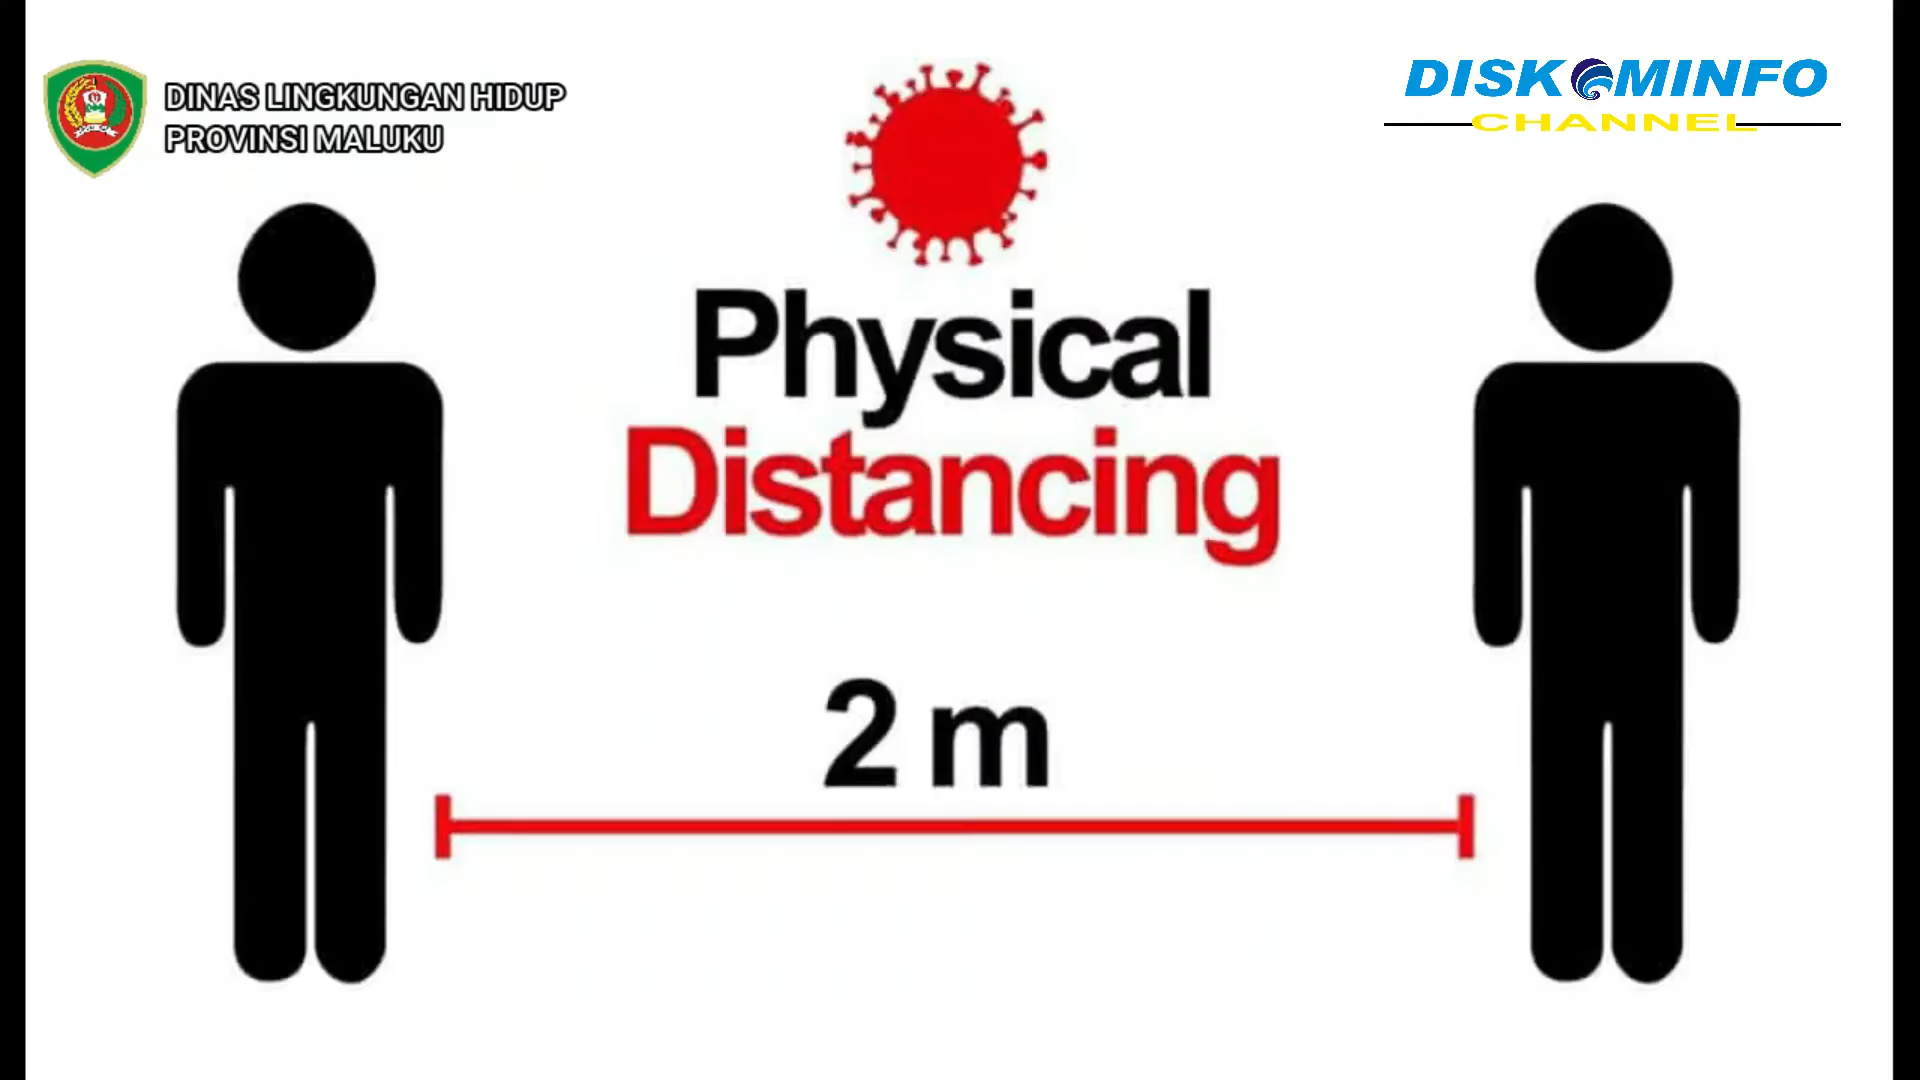 DINAS LINGKUNGAN HIDUP
PROVINSI MALUKU
DISKOMINFO
CHANNEL
Physical
Distancing
2 m